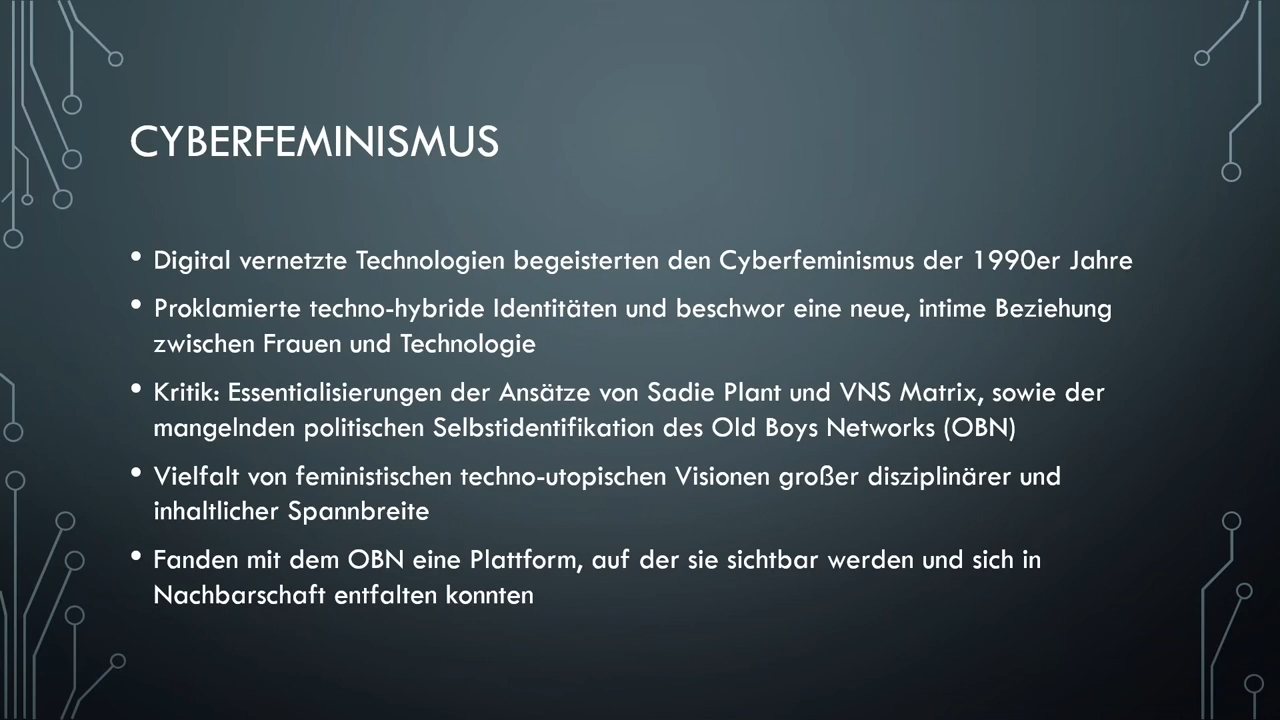 CYBERFEMINISMUS
• Digital vernetzte Technologien begeisterten den Cyberfeminismus der 1990er Jahre
• Proklamierte techno-hybride Identitäten und beschwor eine neue, intime Beziehung
zwischen Frauen und Technologie
• Kritik: Essentialisierungen der Ansätze von Sadie Plant und VNS Matrix, sowie der
mangelnden politischen Selbstidentifikation des Old Boys Networks (OBN)
• Vielfalt von feministischen techno-utopischen Visionen großer disziplinärer und
inhaltlicher Spannbreite
• Fanden mit dem OBN eine Plattform, auf der sie sichtbar werden und sich in
Nachbarschaft entfalten konnten